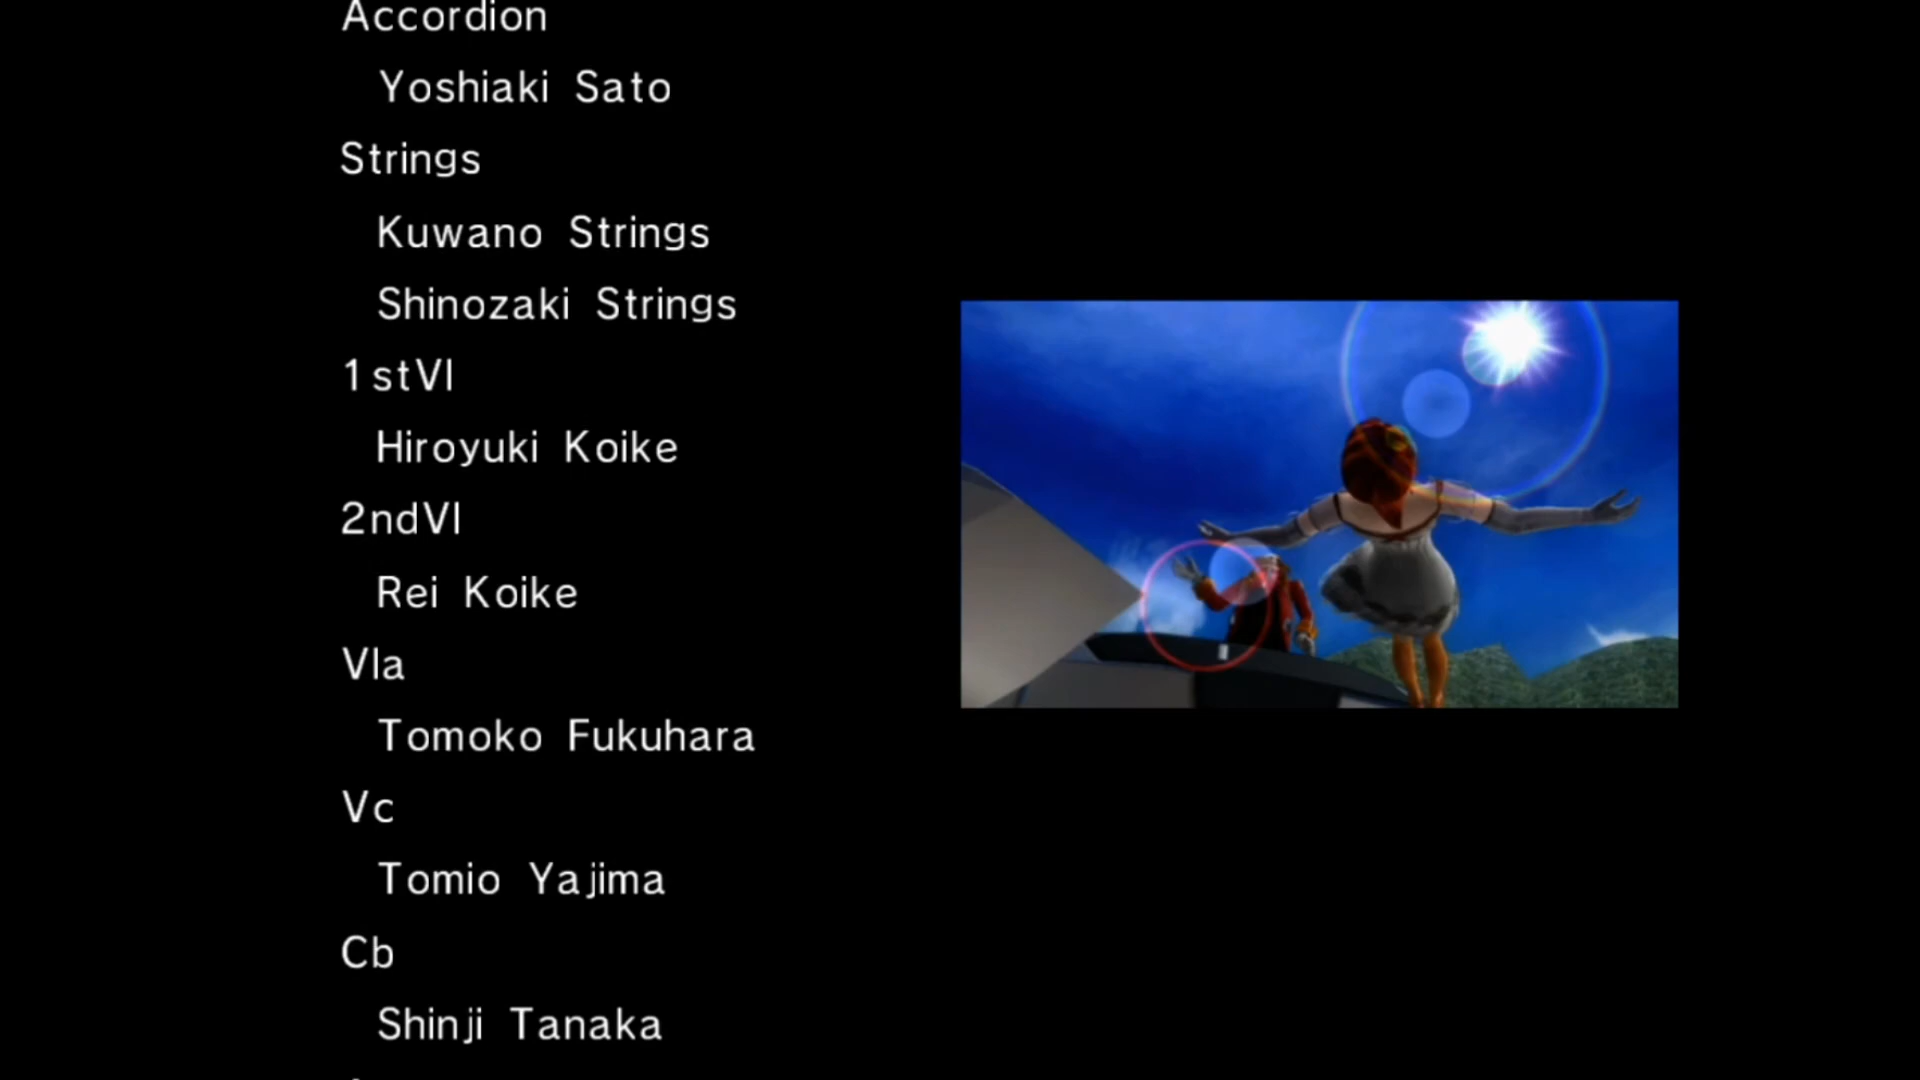 Accordion
Yoshiaki Sato
Strings
Kuwano Strings
Shinozaki Strings
1stVl
Hiroyuki Koike
2ndVl
Rei Koike
Vla
Tomoko Fukuhara
Vc
Tomio Yajima
Cb
Shinji Tanaka